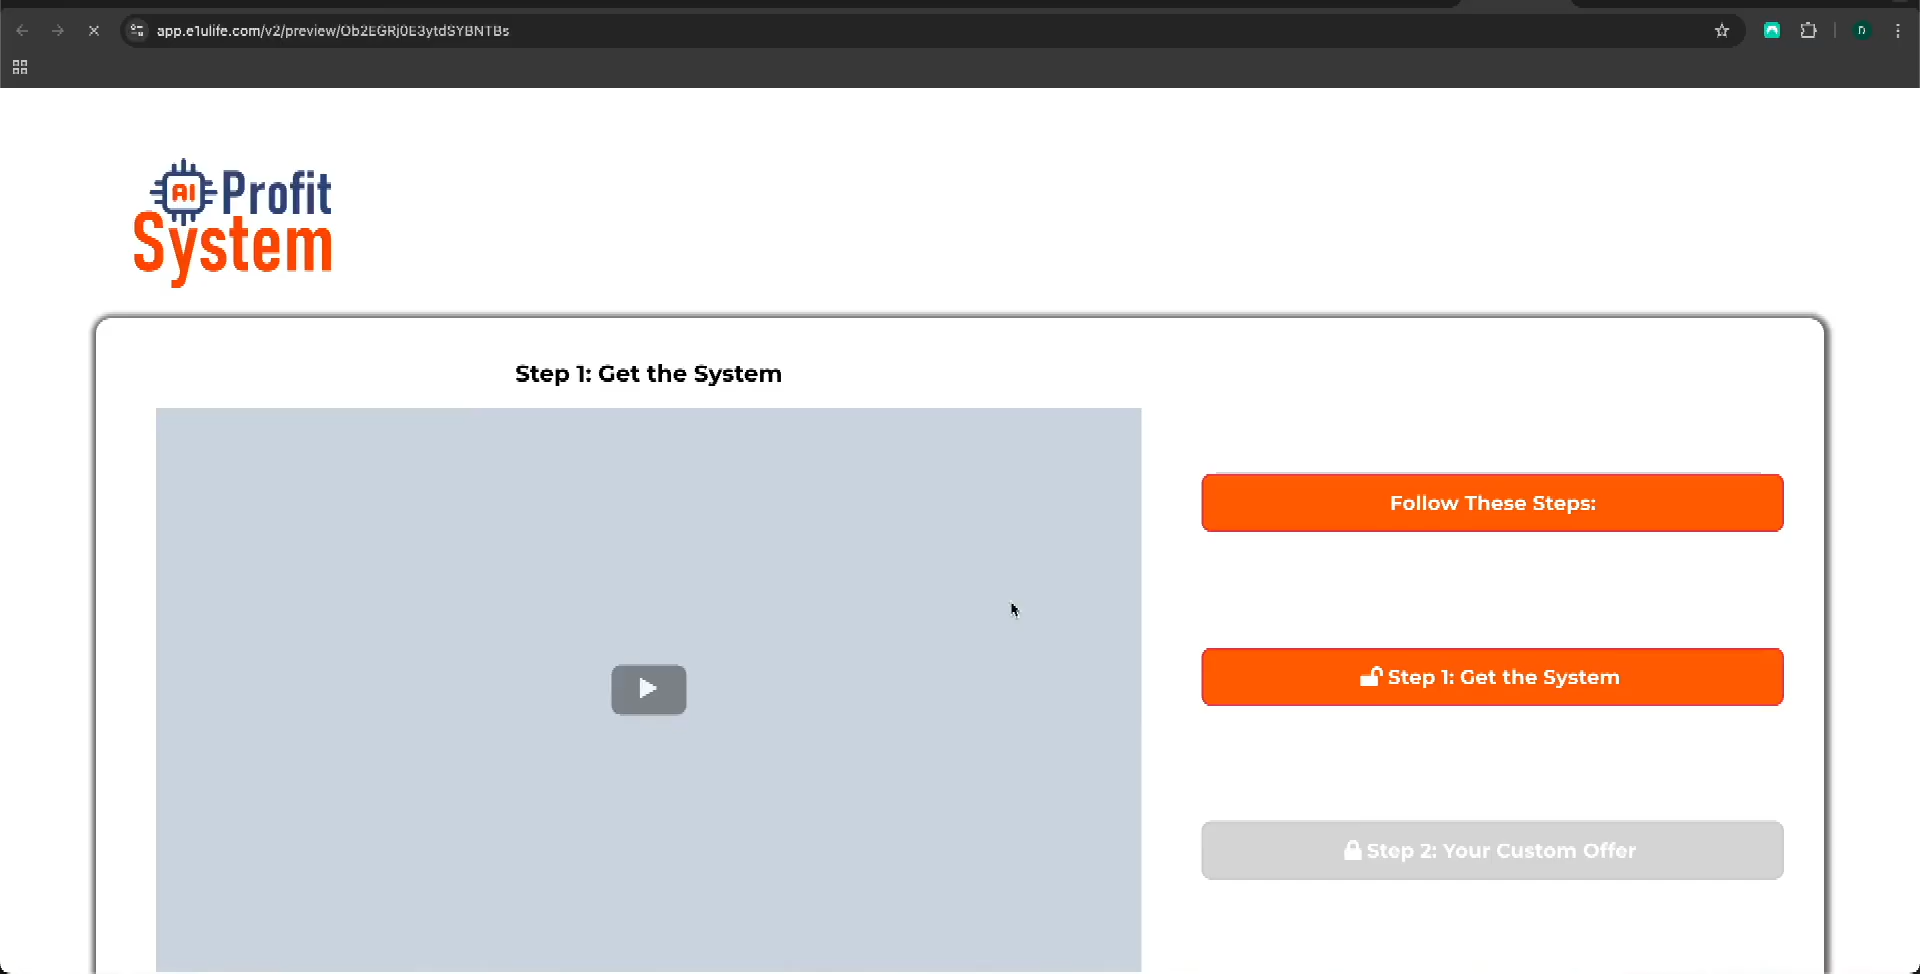 app.e1ulife.com/v2/preview/Ob2EGRj0E3ytdSYBNTBs
D
AI Profit
System
Step 1: Get the System
Follow These Steps:
Step 1: Get the System
Step 2: Your Custom Offer